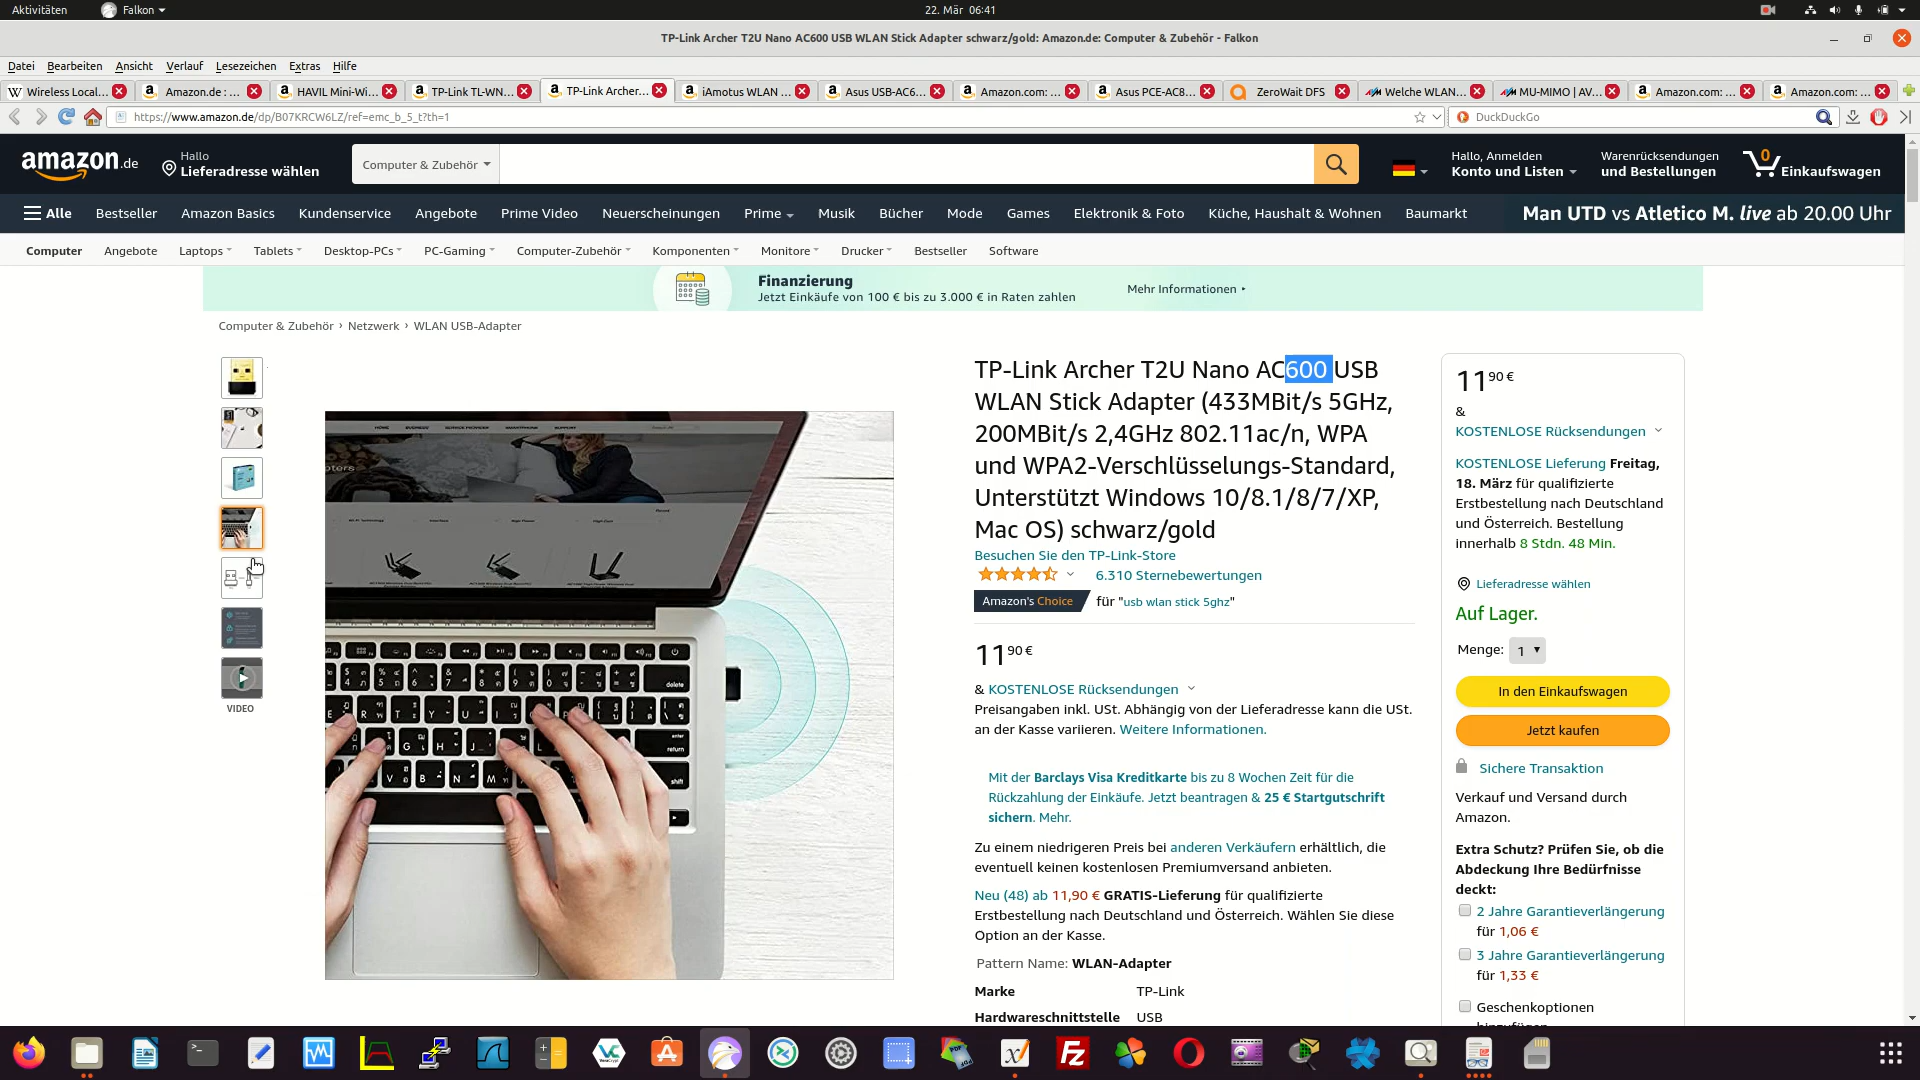 Aktivitäten
Falkon
22. Mär 06:41
TP-Link Archer T2U Nano AC600 USB WLAN Stick Adapter schwarz/gold: Amazon.de: Computer & Zubehör - Falkon
Datei Bearbeiten Ansicht Verlauf Lesezeichen Extras Hilfe
Wireless Local... Amazon.de : ... HAVIL Mini-Wi... TP-Link TL-WN... TP-Link Archer... iAmotus WLAN ... Asus USB-AC6... Amazon.com: ... Asus PCE-AC8... ZeroWait DFS Welche WLAN... MU-MIMO | AV... Amazon.com: ... Amazon.com: ...
https://www.amazon.de/dp/B07KRCW6LZ/ref=emc_b_5_t?th=1
DuckDuckGo
amazon.de
Hallo
Lieferadresse wählen
Computer & Zubehör
Hallo, Anmelden
Konto und Listen
Warenrücksendungen
und Bestellungen
0
Einkaufswagen
Alle Bestseller Amazon Basics Kundenservice Angebote Prime Video Neuerscheinungen Prime Musik Bücher Mode Games Elektronik & Foto Küche, Haushalt & Wohnen Baumarkt
Man UTD vs Atletico M. live ab 20.00 Uhr
Computer Angebote Laptops Tablets Desktop-PCs PC-Gaming Computer-Zubehör Komponenten Monitore Drucker Bestseller Software
Finanzierung
Jetzt Einkäufe von 100 € bis zu 3.000 € in Raten zahlen
Mehr Informationen
Computer & Zubehör › Netzwerk › WLAN USB-Adapter
VIDEO
HOME BUSINESS SERVICE PROVIDER SMARTPHONE SUPPORT
delete
enter
return
shift
TP-Link Archer T2U Nano AC600 USB
WLAN Stick Adapter (433MBit/s 5GHz,
200MBit/s 2,4GHz 802.11ac/n, WPA
und WPA2-Verschlüsselungs-Standard,
Unterstützt Windows 10/8.1/8/7/XP,
Mac OS) schwarz/gold
Besuchen Sie den TP-Link-Store
6.310 Sternebewertungen
Amazon's Choice für "usb wlan stick 5ghz"
11 90 €
& KOSTENLOSE Rücksendungen
Preisangaben inkl. USt. Abhängig von der Lieferadresse kann die USt.
an der Kasse variieren. Weitere Informationen.
Mit der Barclays Visa Kreditkarte bis zu 8 Wochen Zeit für die
Rückzahlung der Einkäufe. Jetzt beantragen & 25 € Startgutschrift
sichern. Mehr.
Zu einem niedrigeren Preis bei anderen Verkäufern erhältlich, die
eventuell keinen kostenlosen Premiumversand anbieten.
Neu (48) ab 11,90 € GRATIS-Lieferung für qualifizierte
Erstbestellung nach Deutschland und Österreich. Wählen Sie diese
Option an der Kasse.
Pattern Name: WLAN-Adapter
Marke TP-Link
Hardwareschnittstelle USB
11 90 €
&
KOSTENLOSE Rücksendungen
KOSTENLOSE Lieferung Freitag,
18. März für qualifizierte
Erstbestellung nach Deutschland
und Österreich. Bestellung
innerhalb 8 Stdn. 48 Min.
Lieferadresse wählen
Auf Lager.
Menge: 1
In den Einkaufswagen
Jetzt kaufen
Sichere Transaktion
Verkauf und Versand durch
Amazon.
Extra Schutz? Prüfen Sie, ob die
Abdeckung Ihre Bedürfnisse
deckt:
2 Jahre Garantieverlängerung
für 1,06 €
3 Jahre Garantieverlängerung
für 1,33 €
Geschenkoptionen
hinzufügen